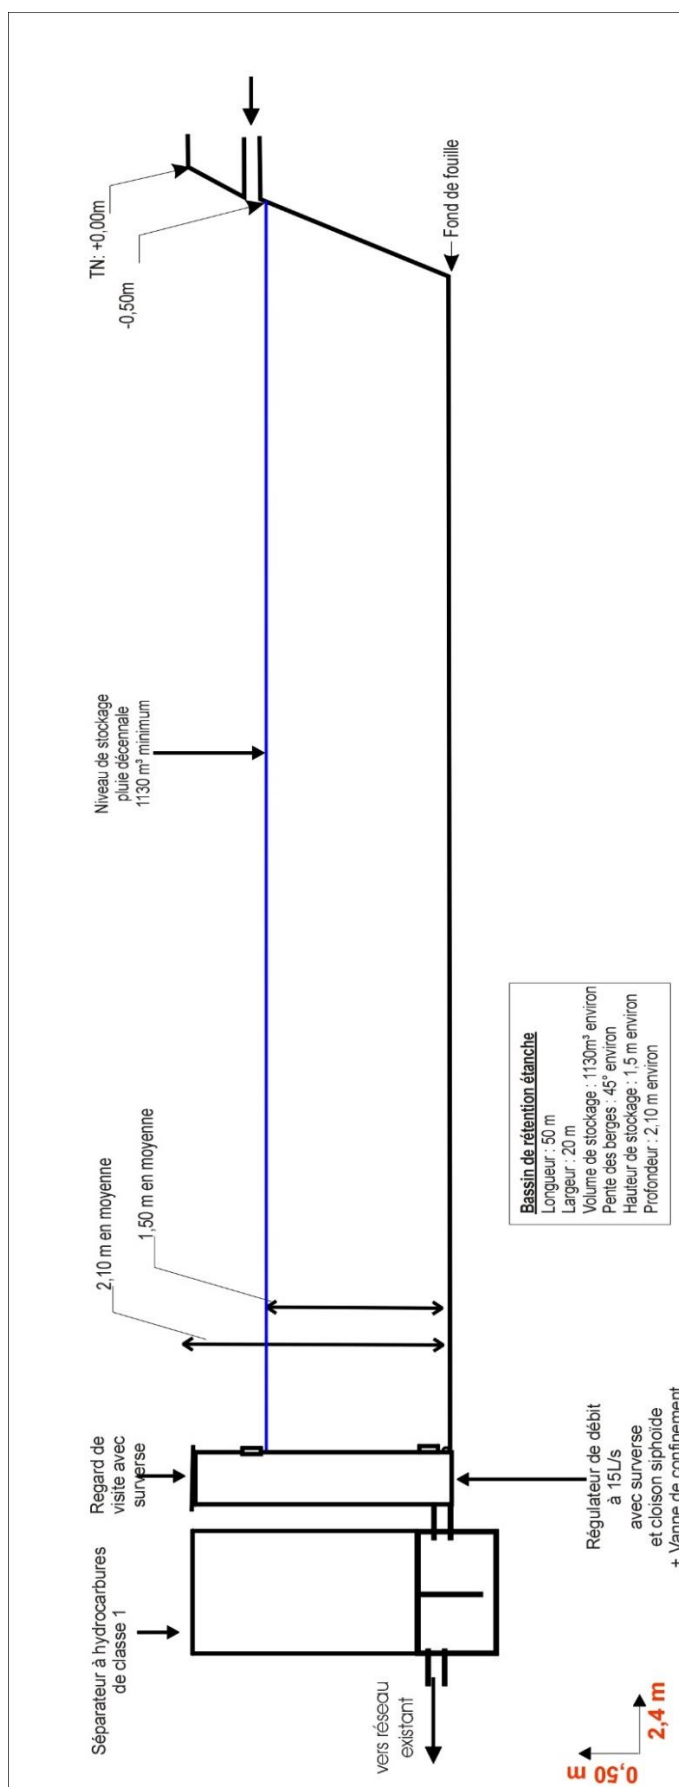 Séparateur à hydrocarbures
de classe 1
Regard de
visite avec
surverse
2,10 m en moyenne
1,50 m en moyenne
Niveau de stockage
pluie décennale
1130 m³ minimum
TN: +0,00m
-0,50m
Fond de fouille
vers réseau
existant
Régulateur de débit
à 15L/s
avec surverse
et cloison siphoïde
+ Vanne de confinement
Bassin de rétention étanche
Longueur : 50 m
Largeur : 20 m
Volume de stockage : 1130m³ environ
Pente des berges : 45° environ
Hauteur de stockage : 1,5 m environ
Profondeur : 2,10 m environ
0,50 m
2,4 m